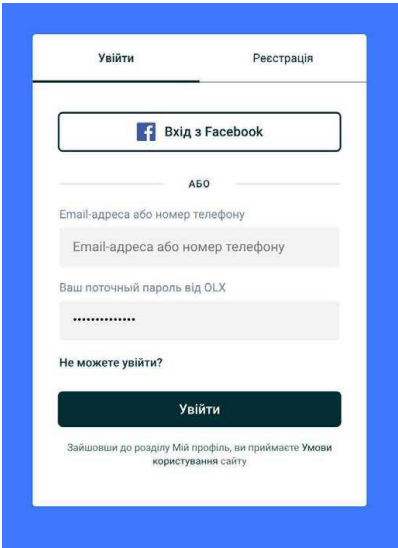 Увійти
Реєстрація
Вхід з Facebook
АБО
Email-адреса або номер телефону
Email-адреса або номер телефону
Ваш поточный пароль від OLX
••••••••••••••
Не можете увійти?
Увійти
Зайшовши до розділу Мій профіль, ви приймаєте Умови
користування сайту